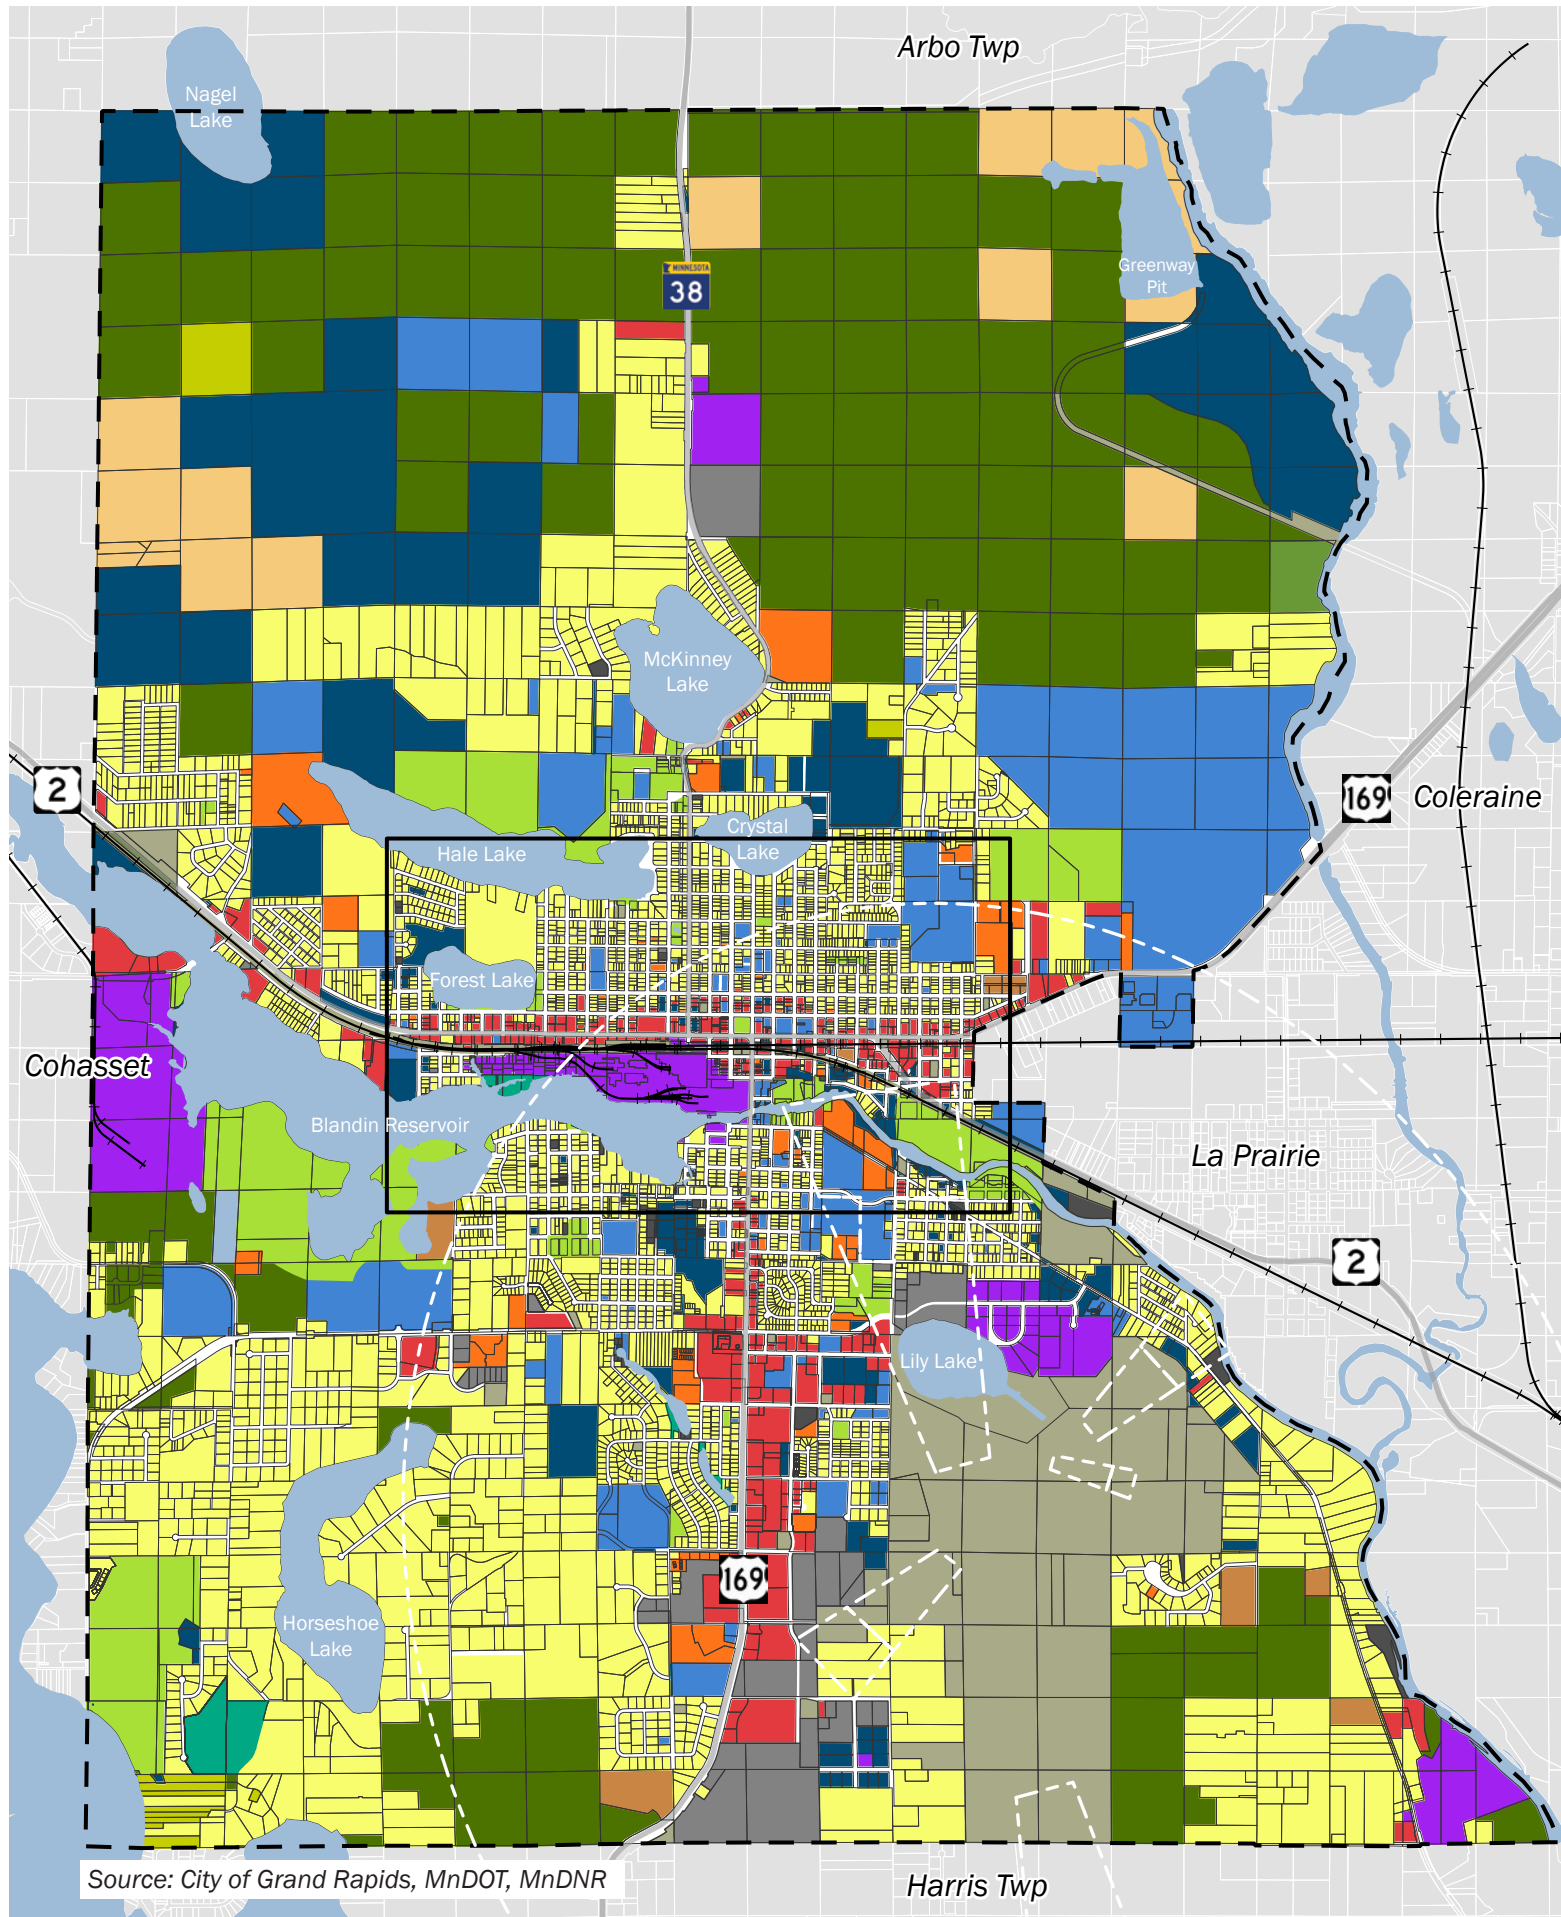 Arbo Twp
Nagel
Lake
Greenway
Pit
MINNESOTA
38
McKinney
Lake
2
169
Coleraine
Crystal
Lake
Hale Lake
Forest Lake
Cohasset
Blandin Reservoir
La Prairie
2
Lily Lake
169
Horseshoe
Lake
Source: City of Grand Rapids, MnDOT, MnDNR
Harris Twp